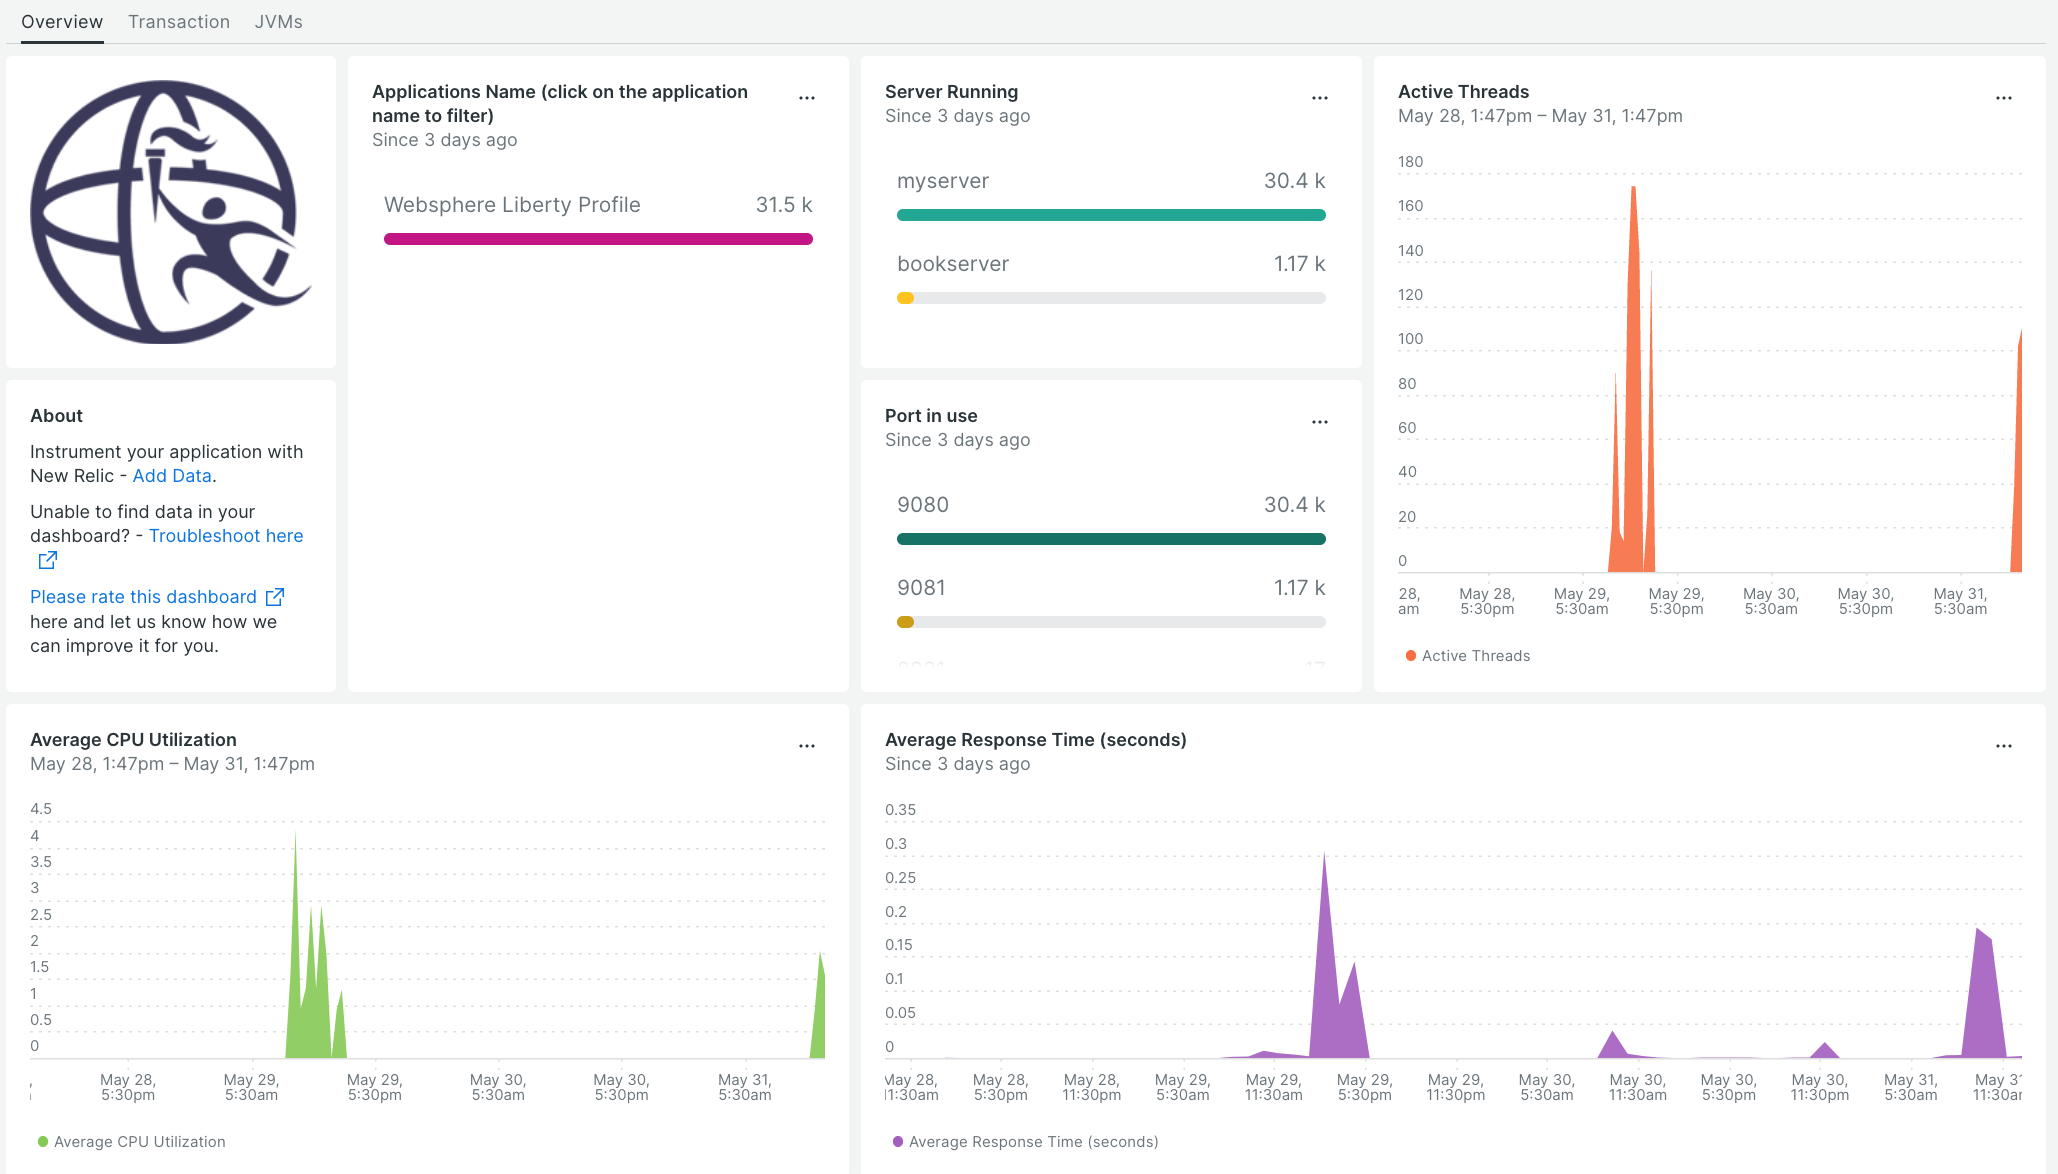 Overview
Transaction
JVMs
Applications Name (click on the application
name to filter)
Since 3 days ago
Websphere Liberty Profile
31.5 k
Server Running
Since 3 days ago
myserver
30.4 k
bookserver
1.17 k
Active Threads
May 28, 1:47pm – May 31, 1:47pm
180
160
140
120
100
80
60
40
20
0
28,
am
May 28,
5:30pm
May 29,
5:30am
May 29,
5:30pm
May 30,
5:30am
May 30,
5:30pm
May 31,
5:30am
Active Threads
About
Instrument your application with
New Relic - Add Data.
Unable to find data in your
dashboard? - Troubleshoot here
Please rate this dashboard
here and let us know how we
can improve it for you.
Port in use
Since 3 days ago
9080
30.4 k
9081
1.17 k
Average CPU Utilization
May 28, 1:47pm – May 31, 1:47pm
4.5
4
3.5
3
2.5
2
1.5
1
0.5
0
May 28,
5:30pm
May 29,
5:30am
May 29,
5:30pm
May 30,
5:30am
May 30,
5:30pm
May 31,
5:30am
Average CPU Utilization
Average Response Time (seconds)
Since 3 days ago
0.35
0.3
0.25
0.2
0.15
0.1
0.05
0
May 28,
11:30am
May 28,
5:30pm
May 28,
11:30pm
May 29,
5:30am
May 29,
11:30am
May 29,
5:30pm
May 29,
11:30pm
May 30,
5:30am
May 30,
11:30am
May 30,
5:30pm
May 30,
11:30pm
May 31,
5:30am
May 31
Average Response Time (seconds)